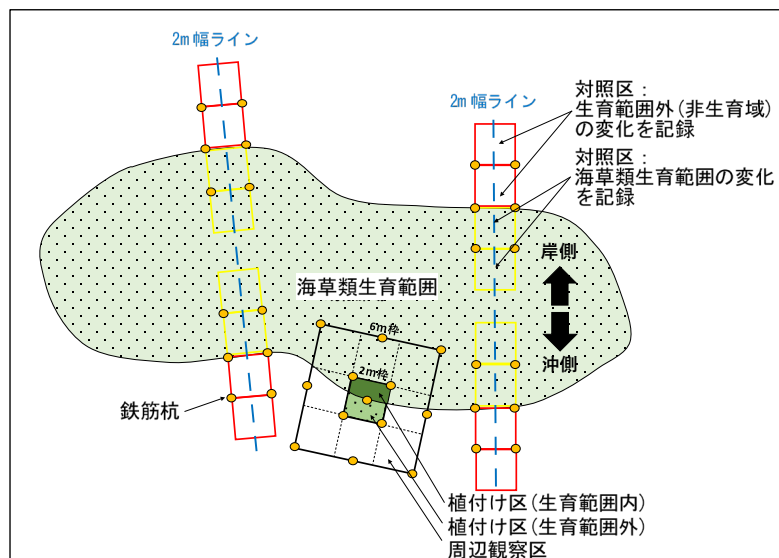 2m幅ライン
2m幅ライン
対照区：
生育範囲外(非生育域)
の変化を記録
対照区：
海草類生育範囲の変化
を記録
岸側
海草類生育範囲
沖側
6m枠
2m枠
鉄筋杭
植付け区(生育範囲内)
植付け区(生育範囲外)
周辺観察区